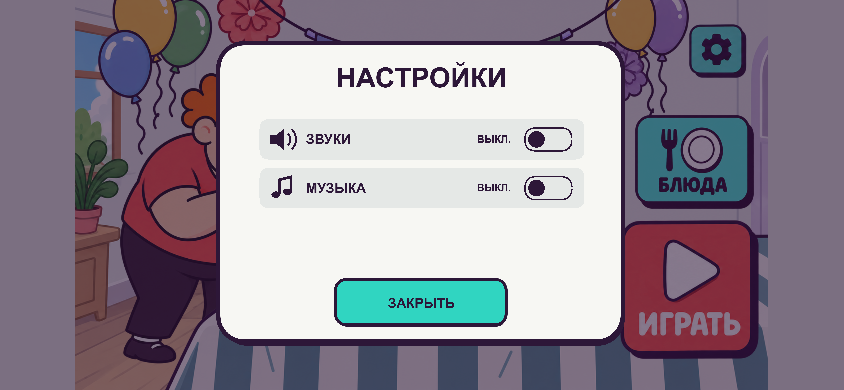 НАСТРОЙКИ
ЗВУКИ ВЫКЛ.
МУЗЫКА ВЫКЛ.
ЗАКРЫТЬ
БЛЮДА
ИГРАТЬ